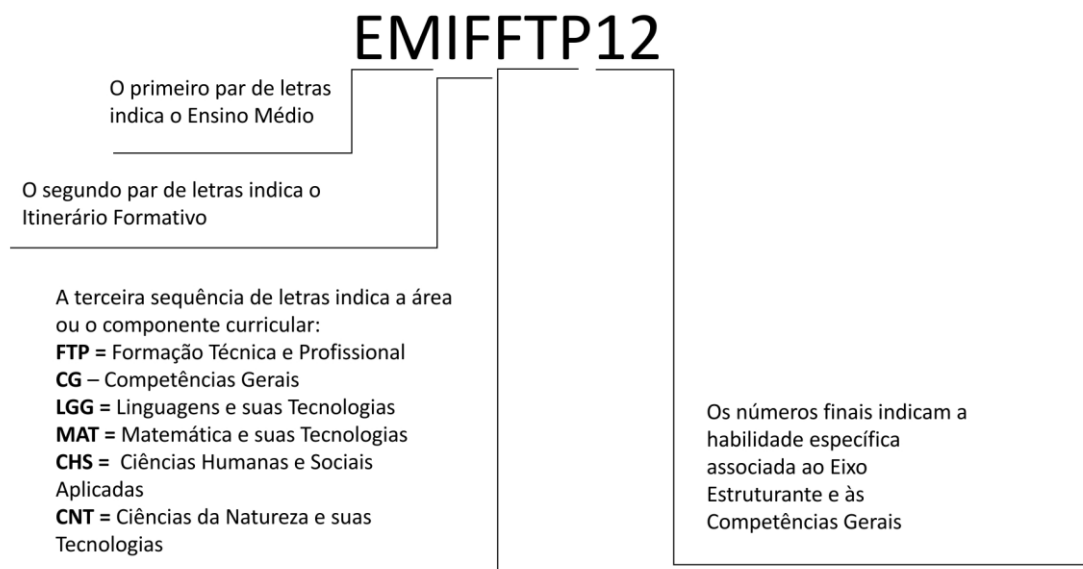 EMIFFTP12
O primeiro par de letras
indica o Ensino Médio
O segundo par de letras indica o
Itinerário Formativo
A terceira sequência de letras indica a área
ou o componente curricular:
FTP = Formação Técnica e Profissional
CG – Competências Gerais
LGG = Linguagens e suas Tecnologias
MAT = Matemática e suas Tecnologias
CHS = Ciências Humanas e Sociais
Aplicadas
CNT = Ciências da Natureza e suas
Tecnologias
Os números finais indicam a
habilidade específica
associada ao Eixo
Estruturante e às
Competências Gerais